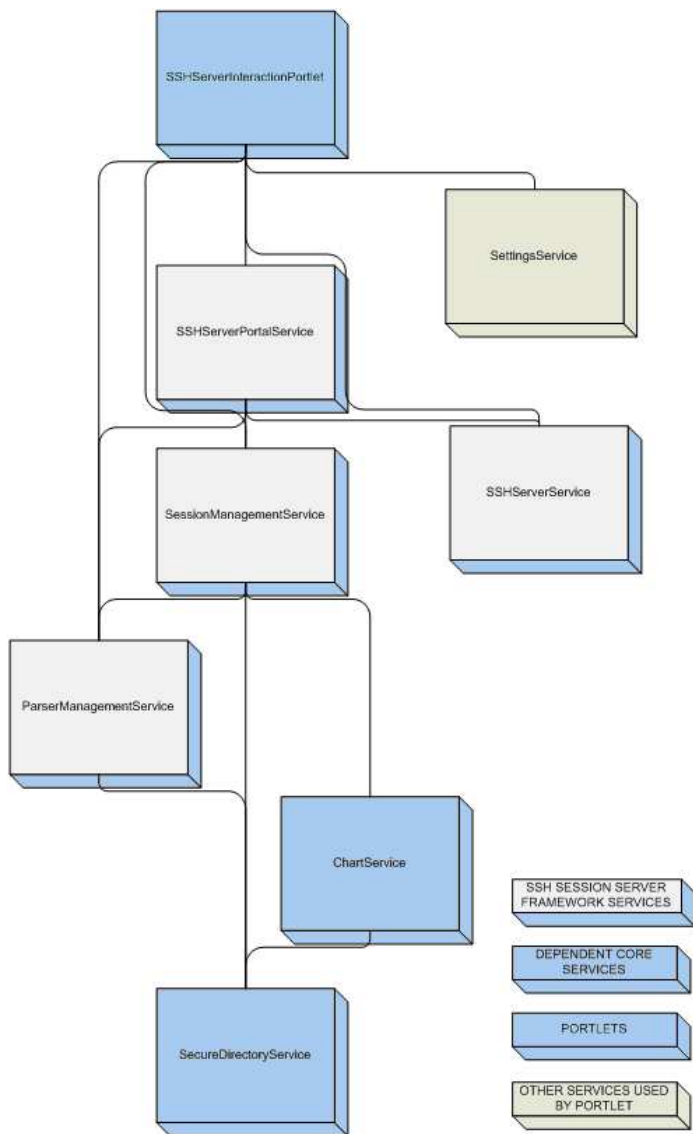 SSHServerInteractionPortlet
SettingsService
SSHServerPortalService
SessionManagementService
SSHServerService
ParserManagementService
ChartService
SecureDirectoryService
SSH SESSION SERVER
FRAMEWORK SERVICES
DEPENDENT CORE
SERVICES
PORTLETS
OTHER SERVICES USED
BY PORTLET